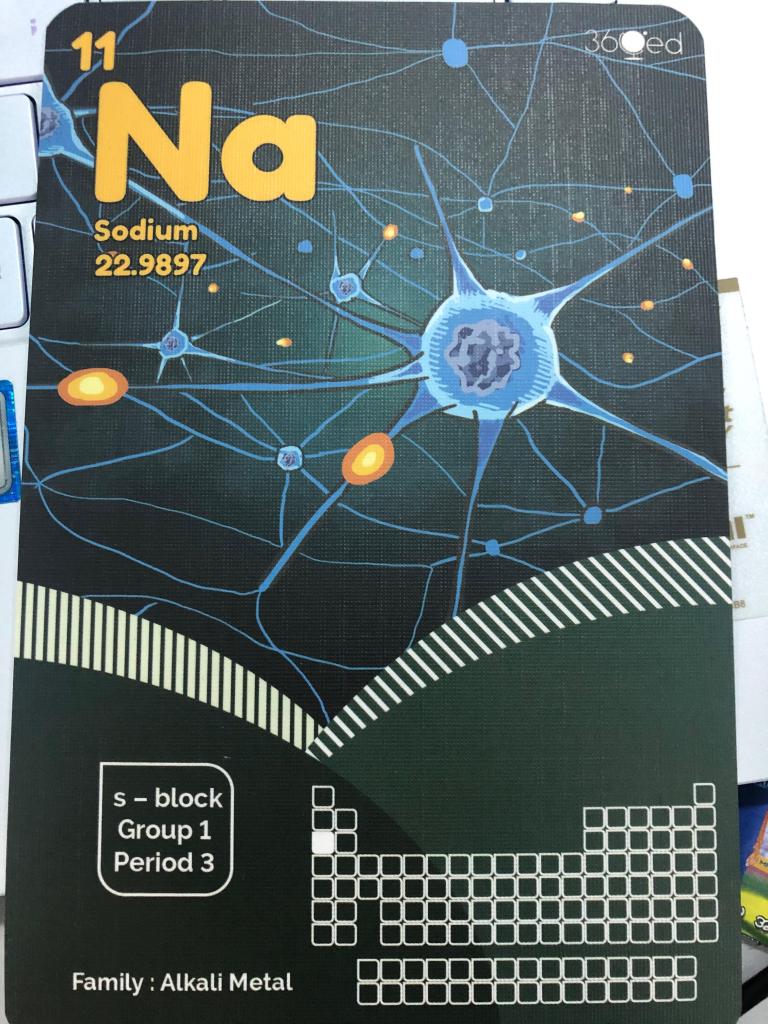 11
360ed
Na
Sodium
22.9897
s – block
Group 1
Period 3
Family : Alkali Metal